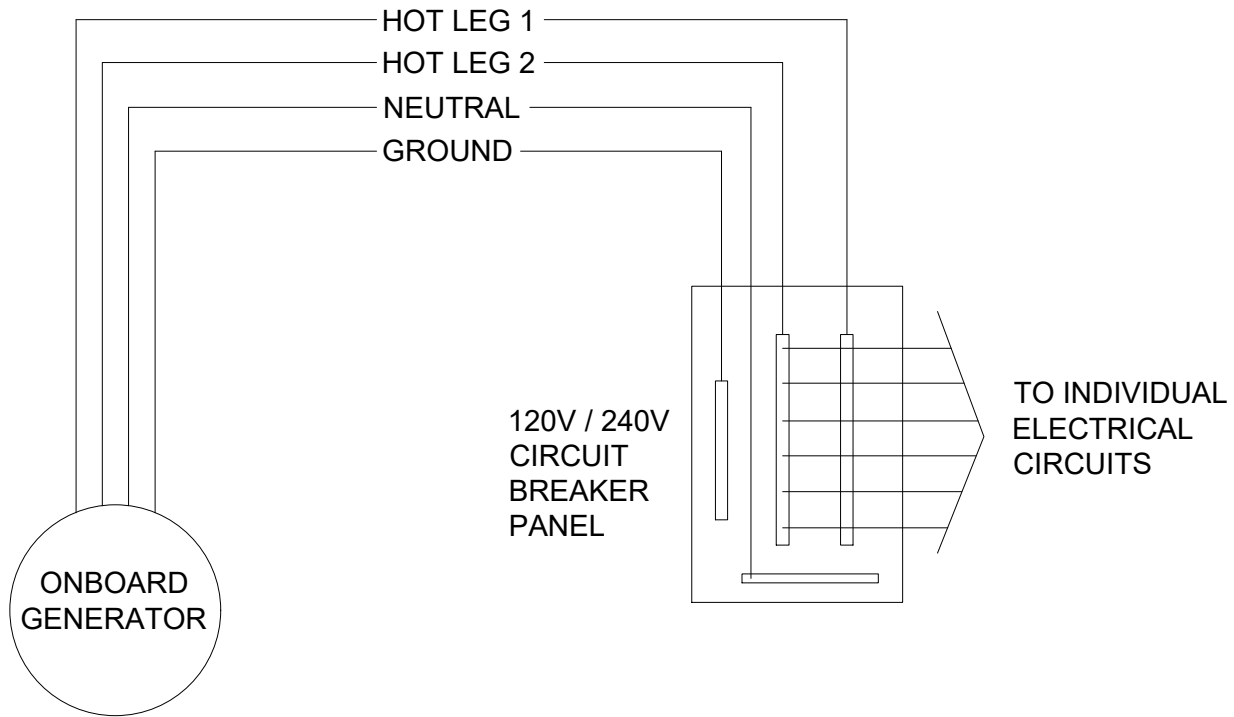 HOT LEG 1
HOT LEG 2
NEUTRAL
GROUND
120V / 240V
CIRCUIT
BREAKER
PANEL
TO INDIVIDUAL
ELECTRICAL
CIRCUITS
ONBOARD
GENERATOR